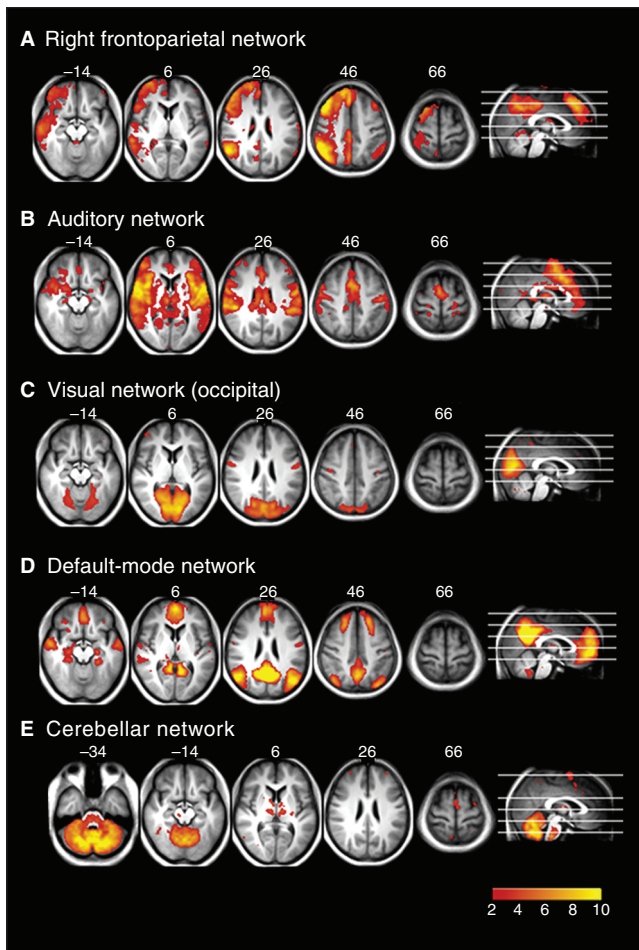 A Right frontoparietal network
−14 6 26 46 66
B Auditory network
−14 6 26 46 66
C Visual network (occipital)
−14 6 26 46 66
D Default-mode network
−14 6 26 46 66
E Cerebellar network
−34 −14 6 26 66
2 4 6 8 10